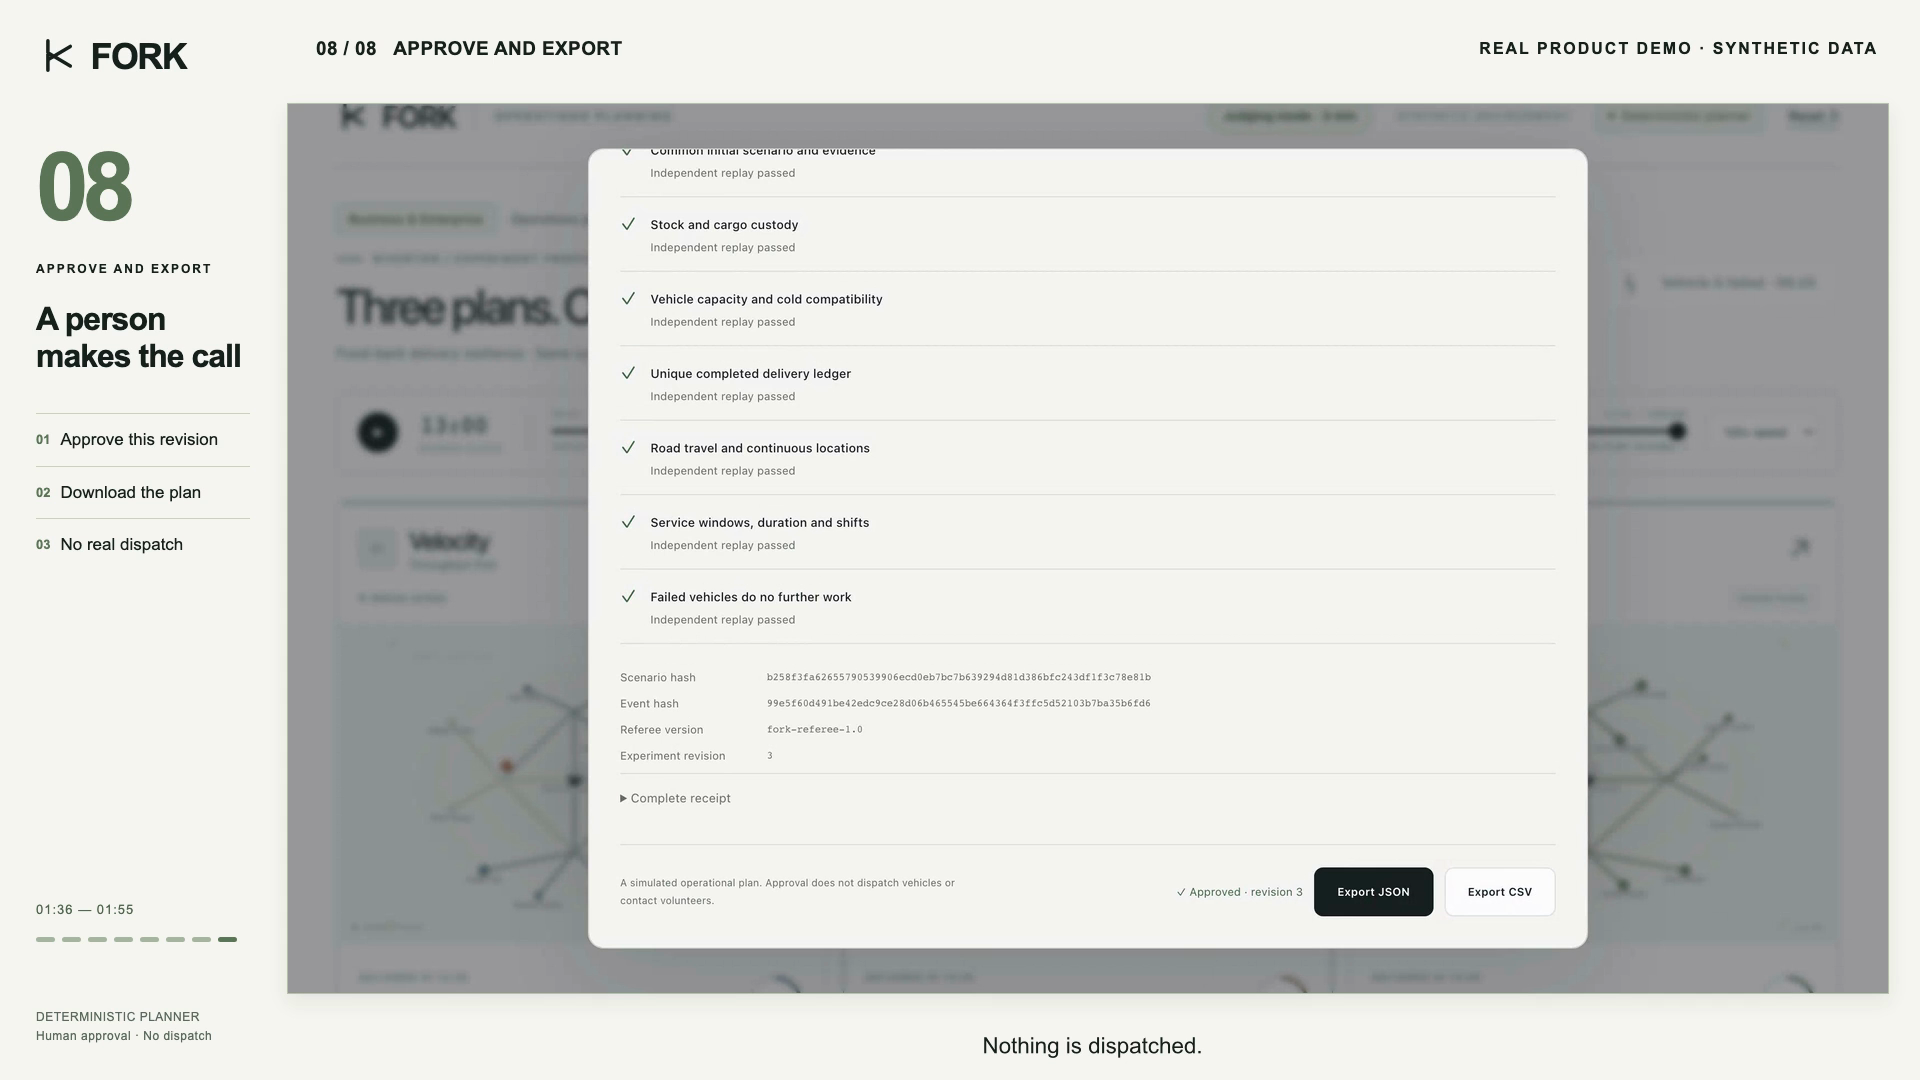 FORK
08 / 08 APPROVE AND EXPORT
REAL PRODUCT DEMO · SYNTHETIC DATA
08
APPROVE AND EXPORT
A person
makes the call
01 Approve this revision
02 Download the plan
03 No real dispatch
01:36 — 01:55
DETERMINISTIC PLANNER
Human approval · No dispatch
FORK
Three plans.
13:00
Velocity
Common initial scenario and evidence
Independent replay passed
Stock and cargo custody
Independent replay passed
Vehicle capacity and cold compatibility
Independent replay passed
Unique completed delivery ledger
Independent replay passed
Road travel and continuous locations
Independent replay passed
Service windows, duration and shifts
Independent replay passed
Failed vehicles do no further work
Independent replay passed
Scenario hash b258f3fa62655790539906ecd0eb7bc7b639294d81d386bfc243df1f3c78e81b
Event hash 99e5f60d491be42edc9ce28d06b465545be664364f3ffc5d52103b7ba35b6fd6
Referee version fork-referee-1.0
Experiment revision 3
▶ Complete receipt
A simulated operational plan. Approval does not dispatch vehicles or
contact volunteers.
✓ Approved · revision 3
Export JSON
Export CSV
Nothing is dispatched.